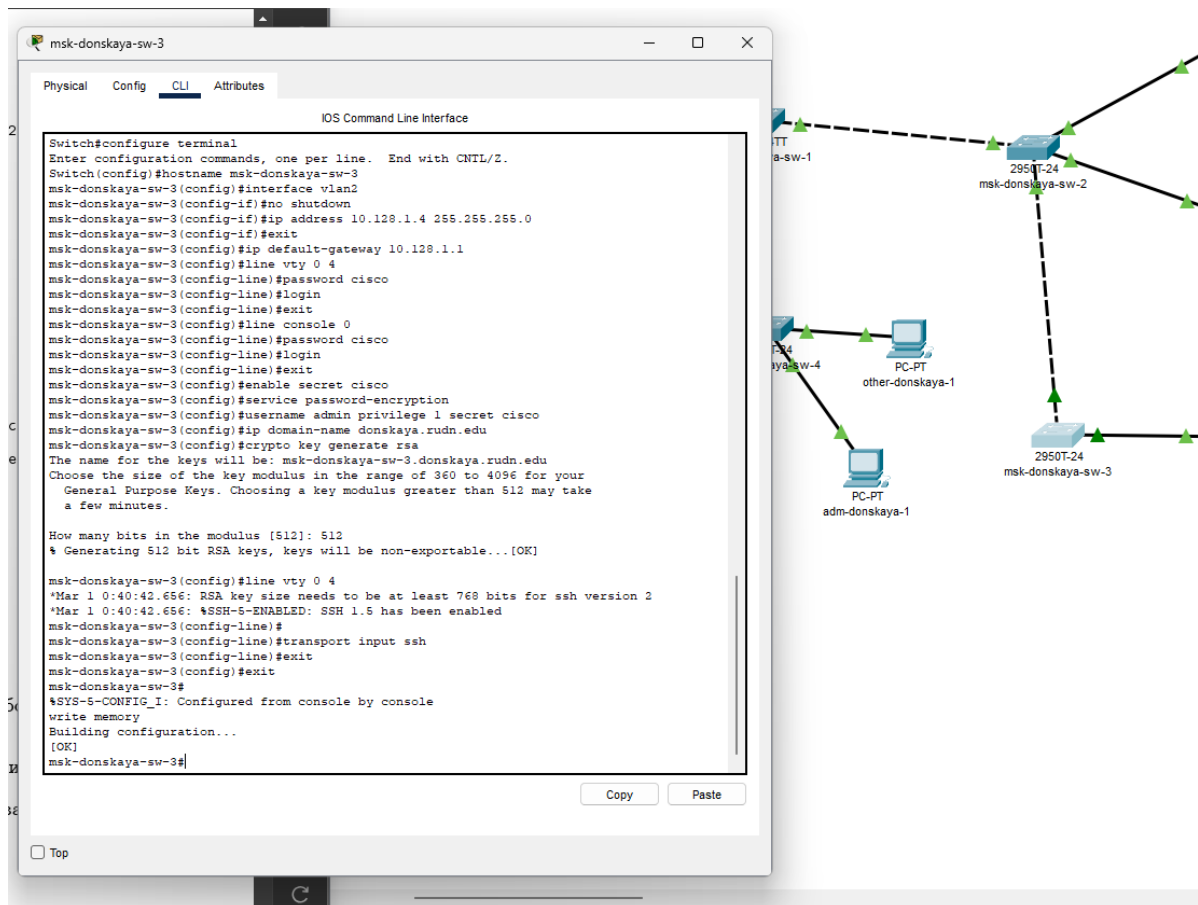 msk-donskaya-sw-3
Physical Config CLI Attributes
IOS Command Line Interface
Switch#configure terminal
Enter configuration commands, one per line. End with CNTL/Z.
Switch(config)#hostname msk-donskaya-sw-3
msk-donskaya-sw-3(config)#interface vlan2
msk-donskaya-sw-3(config-if)#no shutdown
msk-donskaya-sw-3(config-if)#ip address 10.128.1.4 255.255.255.0
msk-donskaya-sw-3(config-if)#exit
msk-donskaya-sw-3(config)#ip default-gateway 10.128.1.1
msk-donskaya-sw-3(config)#line vty 0 4
msk-donskaya-sw-3(config-line)#password cisco
msk-donskaya-sw-3(config-line)#login
msk-donskaya-sw-3(config-line)#exit
msk-donskaya-sw-3(config)#line console 0
msk-donskaya-sw-3(config-line)#password cisco
msk-donskaya-sw-3(config-line)#login
msk-donskaya-sw-3(config-line)#exit
msk-donskaya-sw-3(config)#enable secret cisco
msk-donskaya-sw-3(config)#service password-encryption
msk-donskaya-sw-3(config)#username admin privilege 1 secret cisco
msk-donskaya-sw-3(config)#ip domain-name donskaya.rudn.edu
msk-donskaya-sw-3(config)#crypto key generate rsa
The name for the keys will be: msk-donskaya-sw-3.donskaya.rudn.edu
Choose the size of the key modulus in the range of 360 to 4096 for your
General Purpose Keys. Choosing a key modulus greater than 512 may take
a few minutes.
How many bits in the modulus [512]: 512
% Generating 512 bit RSA keys, keys will be non-exportable...[OK]
msk-donskaya-sw-3(config)#line vty 0 4
*Mar 1 0:40:42.656: RSA key size needs to be at least 768 bits for ssh version 2
*Mar 1 0:40:42.656: %SSH-5-ENABLED: SSH 1.5 has been enabled
msk-donskaya-sw-3(config-line)#
msk-donskaya-sw-3(config-line)#transport input ssh
msk-donskaya-sw-3(config-line)#exit
msk-donskaya-sw-3(config)#exit
msk-donskaya-sw-3#
%SYS-5-CONFIG_I: Configured from console by console
write memory
Building configuration...
[OK]
msk-donskaya-sw-3#
Copy Paste
Top
-TT
a-sw-1
2950T-24
msk-donskaya-sw-2
T-24
aya-sw-4
PC-PT
other-donskaya-1
PC-PT
adm-donskaya-1
2950T-24
msk-donskaya-sw-3